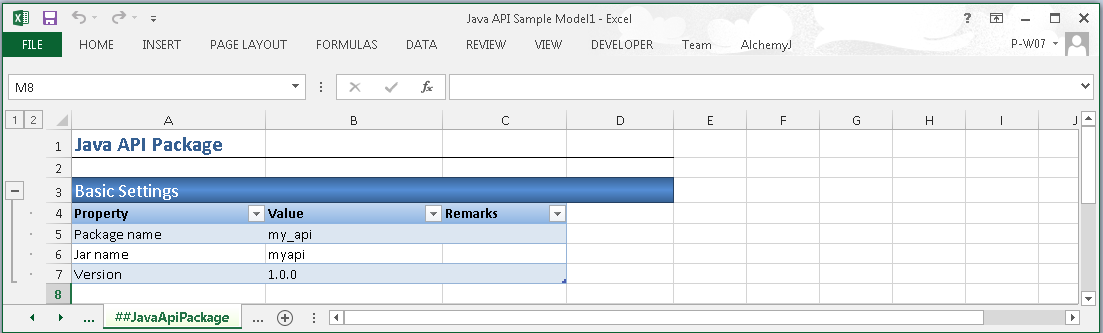 Java API Sample Model1 - Excel
?
FILE HOME INSERT PAGE LAYOUT FORMULAS DATA REVIEW VIEW DEVELOPER Team AlchemyJ P-W07
M8 fx
1 2 A B C D E F G H I J
1 Java API Package
2
3 Basic Settings
4 Property Value Remarks
5 Package name my_api
6 Jar name myapi
7 Version 1.0.0
8
... ##JavaApiPackage ...